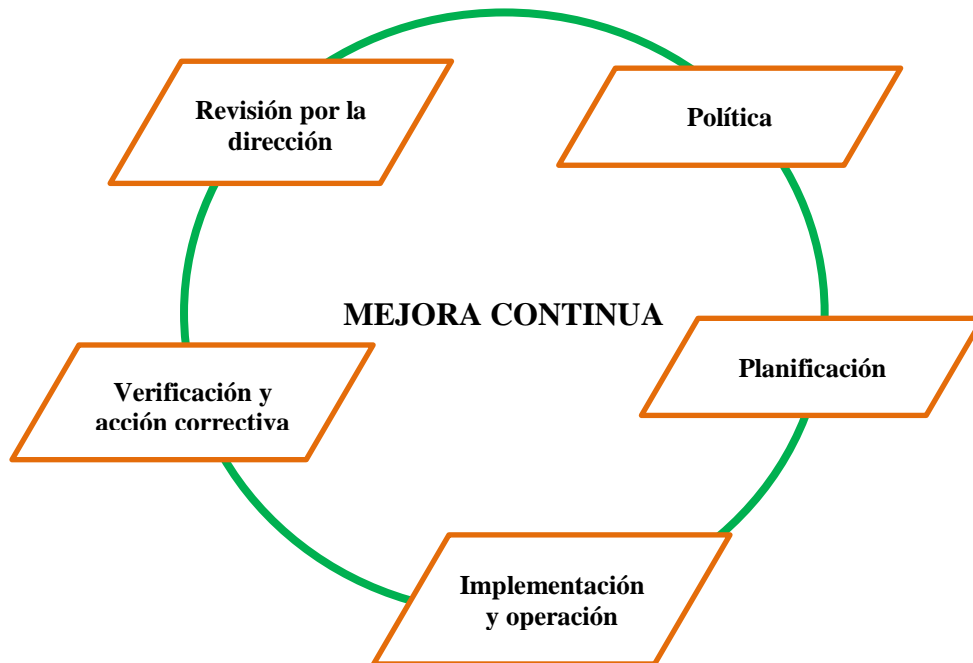 Revisión por la
dirección
Política
MEJORA CONTINUA
Planificación
Verificación y
acción correctiva
Implementación
y operación